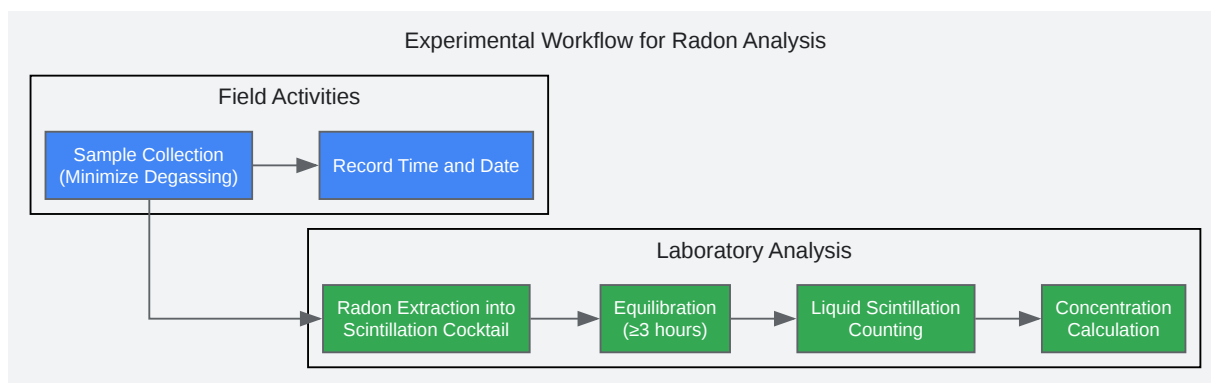 Experimental Workflow for Radon Analysis
Field Activities
Sample Collection
(Minimize Degassing)
Record Time and Date
Laboratory Analysis
Radon Extraction into
Scintillation Cocktail
Equilibration
(≥3 hours)
Liquid Scintillation
Counting
Concentration
Calculation